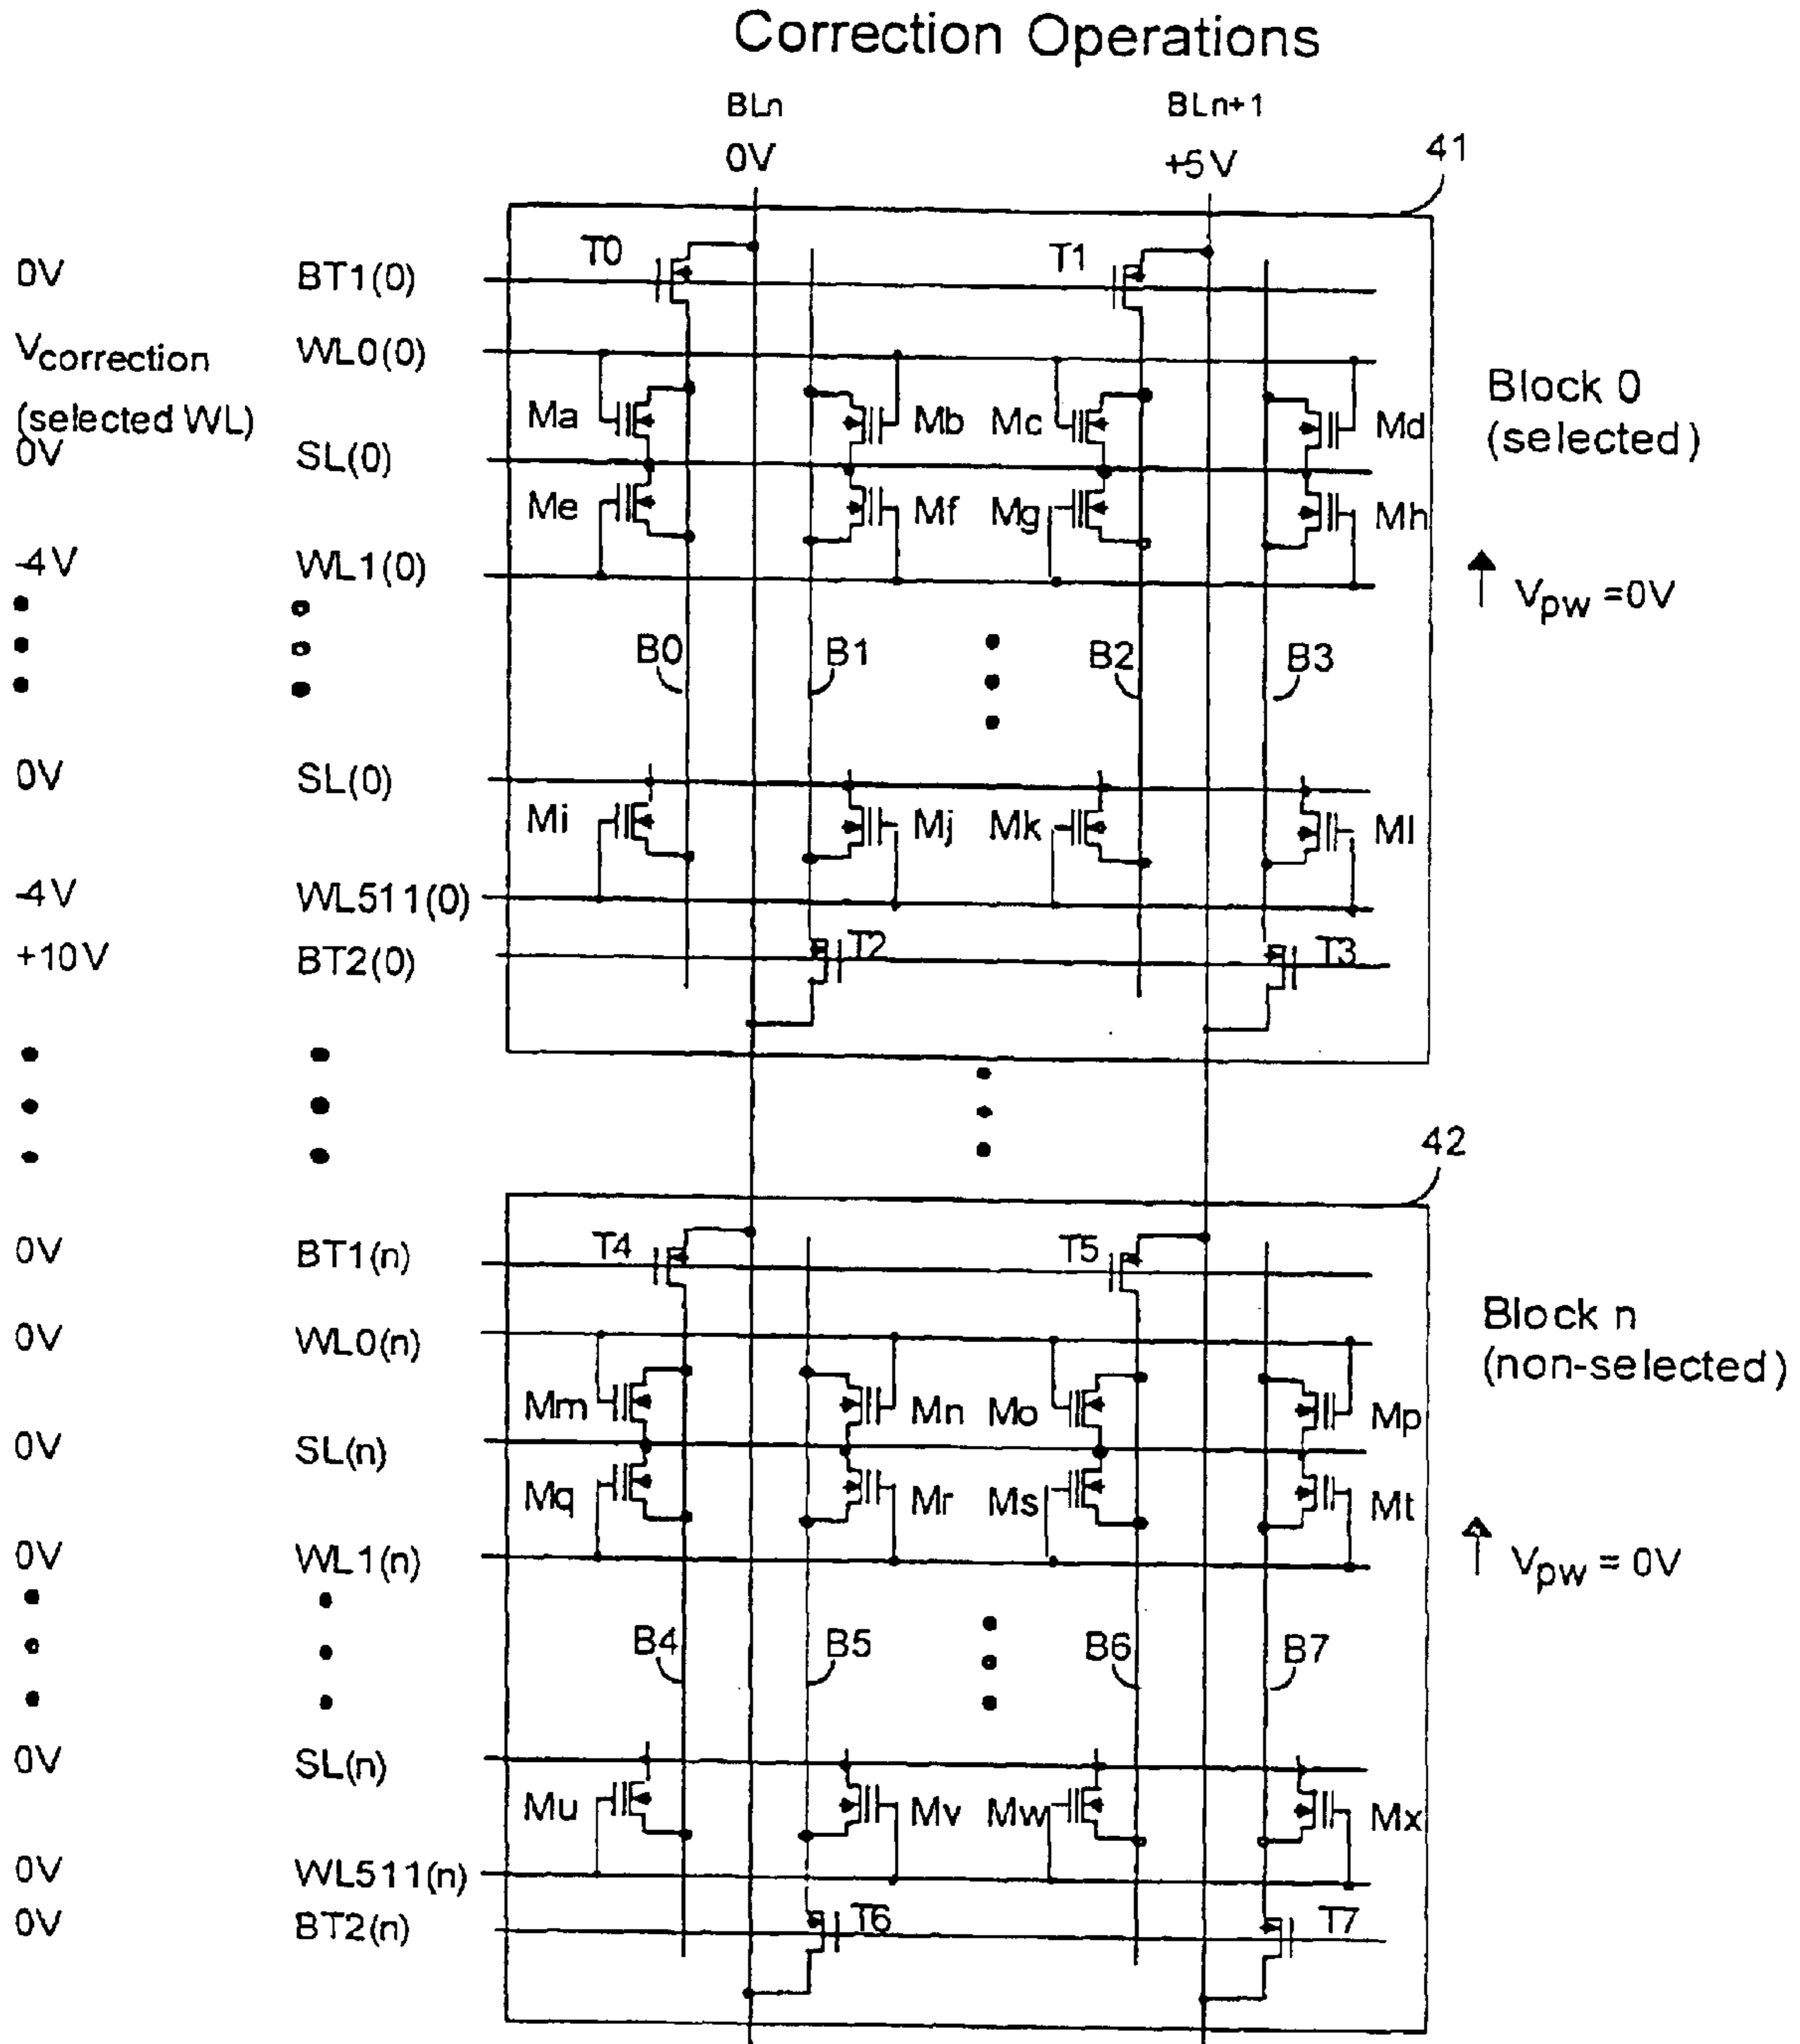 Correction Operations
BLn BLn+1
0V +5V
41
0V BT1(0) T0 T1
Vcorrection WL0(0)
(selected WL) Ma Mb Mc Md
Block 0
(selected)
0V SL(0)
Me Mf Mg Mh
-4V WL1(0)
Vpw =0V
B0 B1 B2 B3
0V SL(0)
Mi Mj Mk Ml
-4V WL511(0)
+10V BT2(0) T2 T3
42
0V BT1(n) T4 T5
0V WL0(n)
Block n
(non-selected)
Mm Mn Mo Mp
0V SL(n)
Mq Mr Ms Mt
0V WL1(n)
Vpw = 0V
B4 B5 B6 B7
0V SL(n)
Mu Mv Mw Mx
0V WL511(n)
0V BT2(n) T6 T7